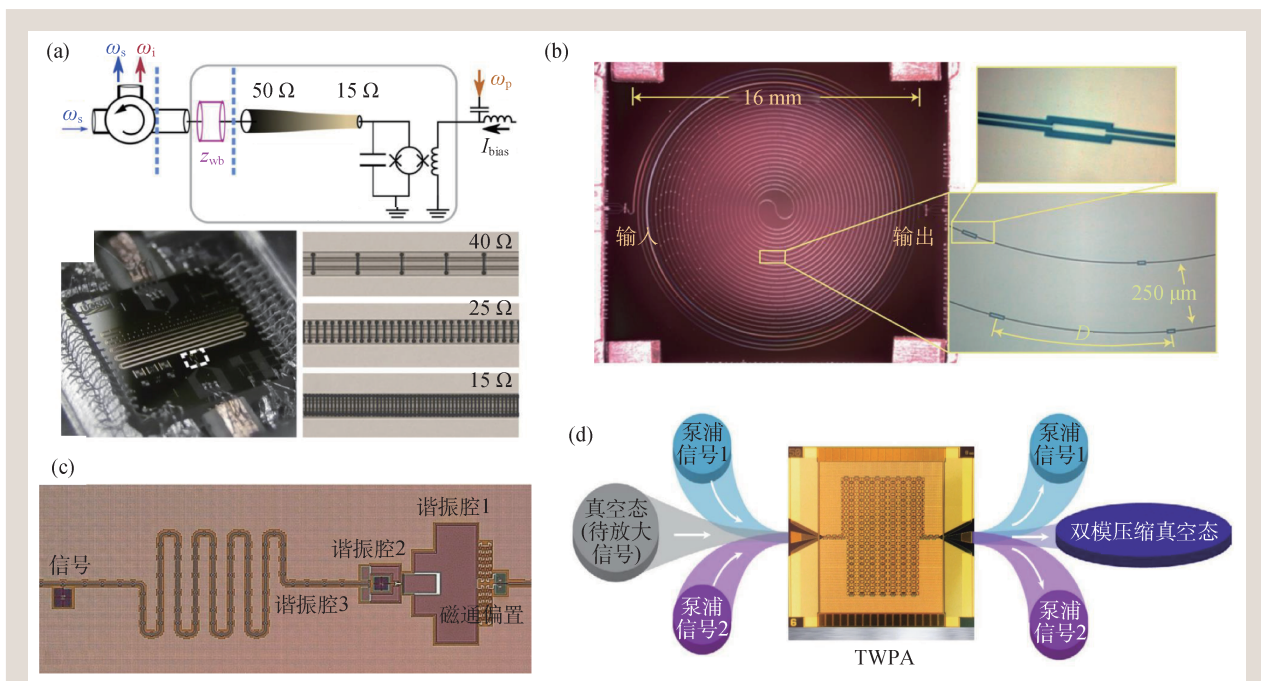 (a)
ωs
ωi
ωs
zwb
50 Ω
15 Ω
ωp
Ibias
40 Ω
25 Ω
15 Ω
(b)
16 mm
输入
输出
250 μm
D
(c)
信号
谐振腔3
谐振腔2
谐振腔1
磁通偏置
(d)
真空态
(待放大
信号)
泵浦
信号1
泵浦
信号2
6
TWPA
泵浦
信号1
双模压缩真空态
泵浦
信号2